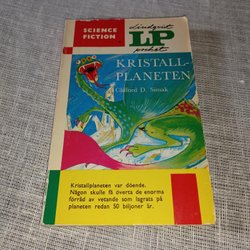 SCIENCE
FICTION
Lindqvist
LP
pocket
KRISTALL-
PLANETEN
Clifford D. Simak
Kristallplaneten var döende.
Någon skulle få överta de enorma
förråd av vetande som lagrats på
planeten redan 50 biljoner år.